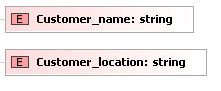 E Customer_name: string
E Customer_location: string